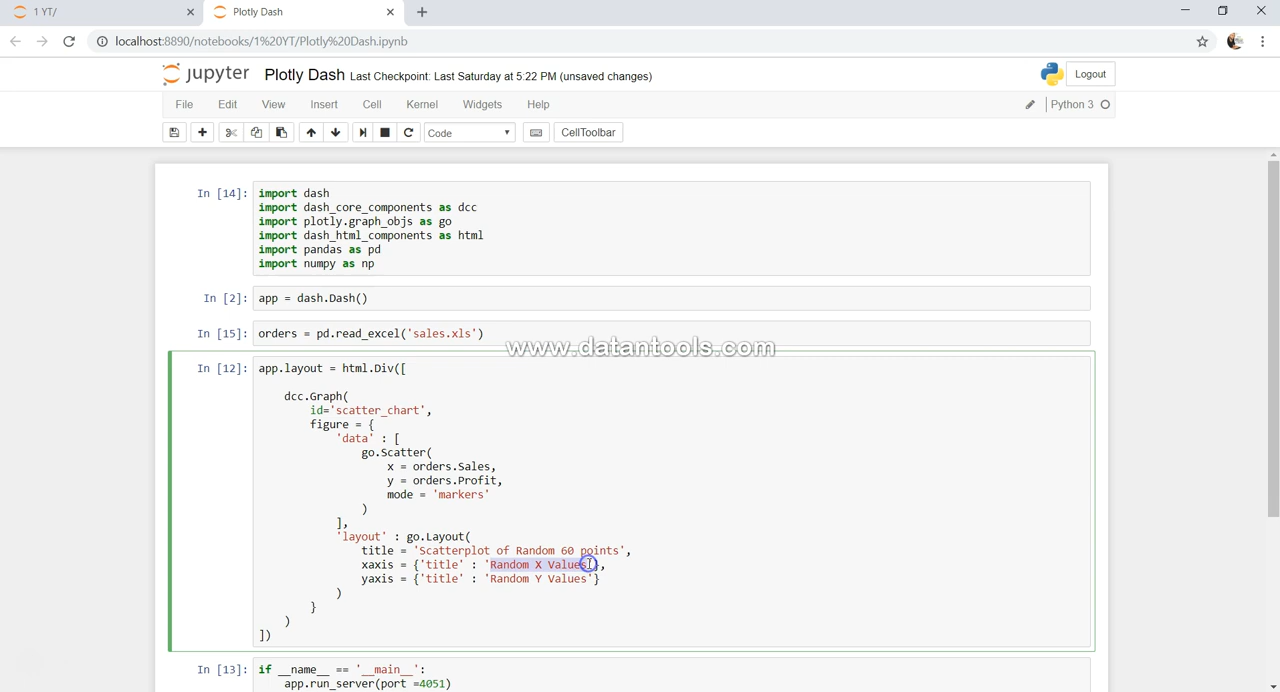 1 YT/
Plotly Dash
localhost:8890/notebooks/1%20YT/Plotly%20Dash.ipynb
jupyter Plotly Dash Last Checkpoint: Last Saturday at 5:22 PM (unsaved changes)
Logout
File Edit View Insert Cell Kernel Widgets Help
Python 3
Code
CellToolbar
In [14]:
import dash
import dash_core_components as dcc
import plotly.graph_objs as go
import dash_html_components as html
import pandas as pd
import numpy as np
In [2]: app = dash.Dash()
In [15]: orders = pd.read_excel('sales.xls')
www.datantools.com
In [12]: app.layout = html.Div([
dcc.Graph(
id='scatter_chart',
figure = {
'data' : [
go.Scatter(
x = orders.Sales,
y = orders.Profit,
mode = 'markers'
)
],
'layout' : go.Layout(
title = 'Scatterplot of Random 60 points',
xaxis = {'title' : 'Random X Values'},
yaxis = {'title' : 'Random Y Values'}
)
}
)
])
In [13]: if __name__ == '__main__':
app.run_server(port =4051)